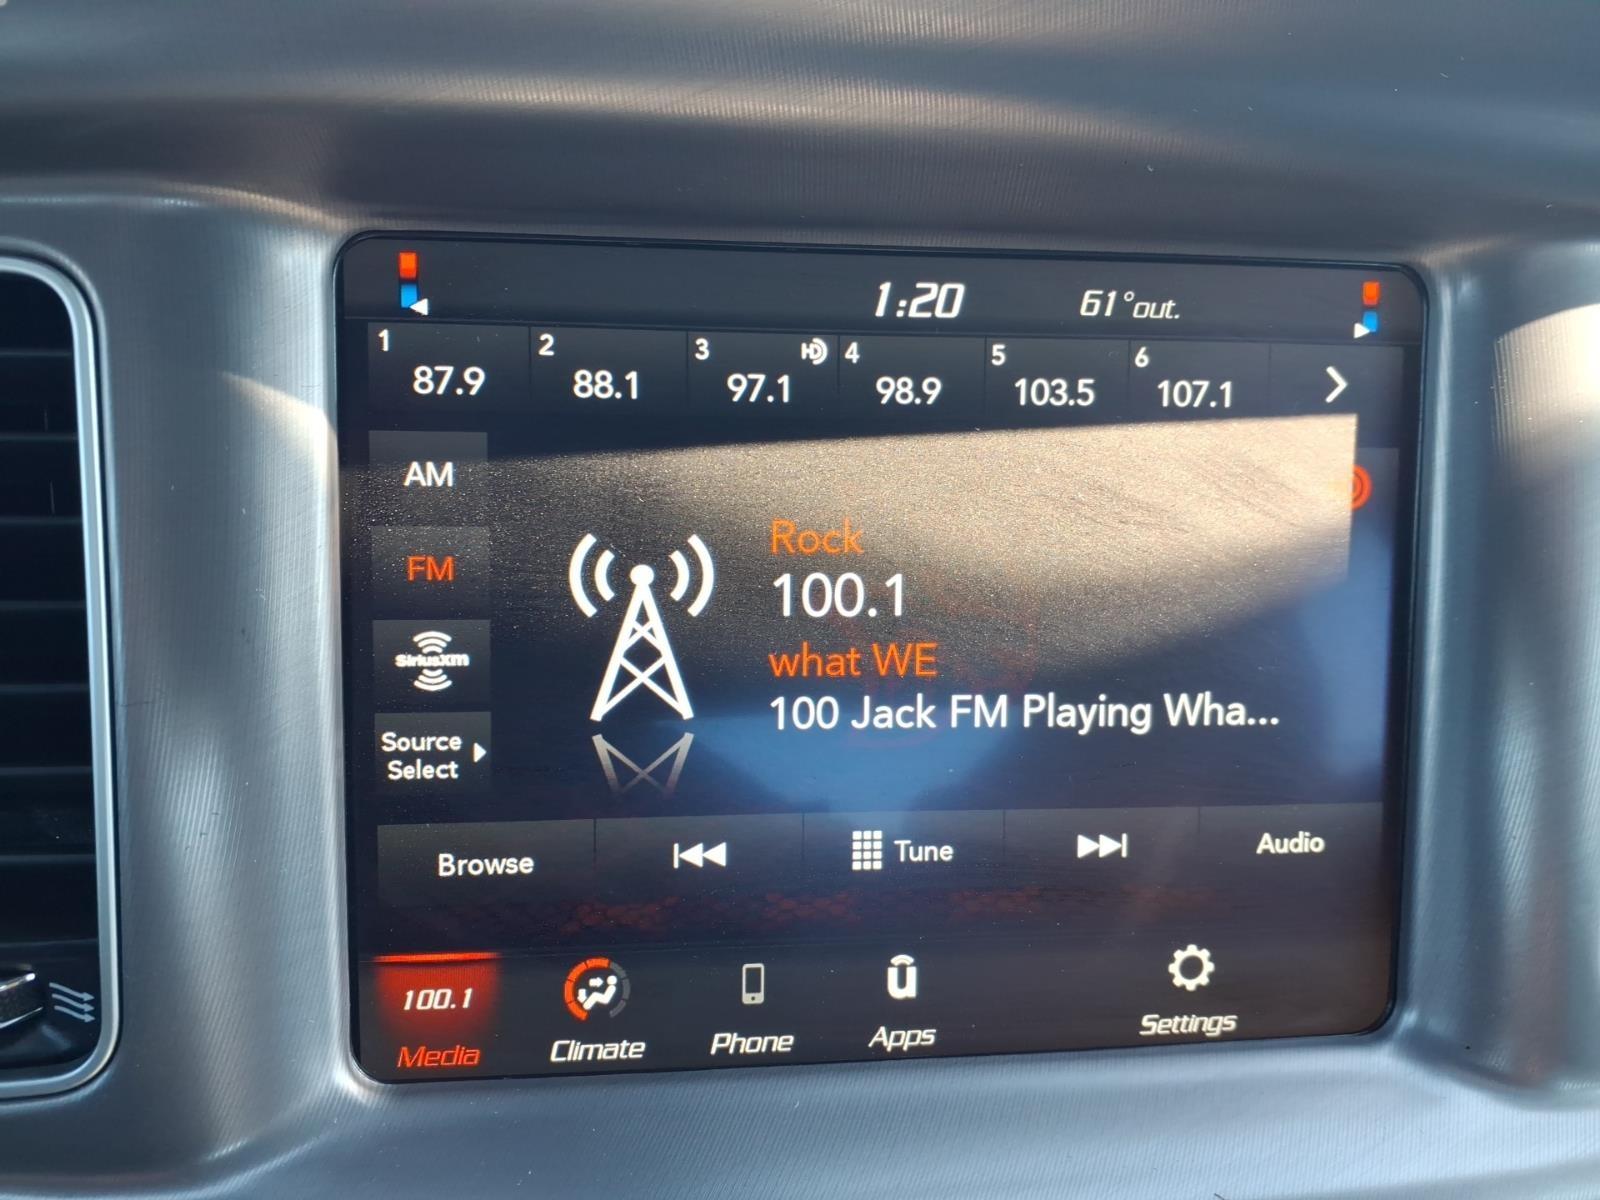 1:20 61°out.
1 2 3 HD 4 5 6
87.9 88.1 97.1 98.9 103.5 107.1
AM
FM
SiriusXM
Source
Select
Rock
100.1
what WE
100 Jack FM Playing Wha...
Browse Tune Audio
100.1
Media Climate Phone Apps Settings